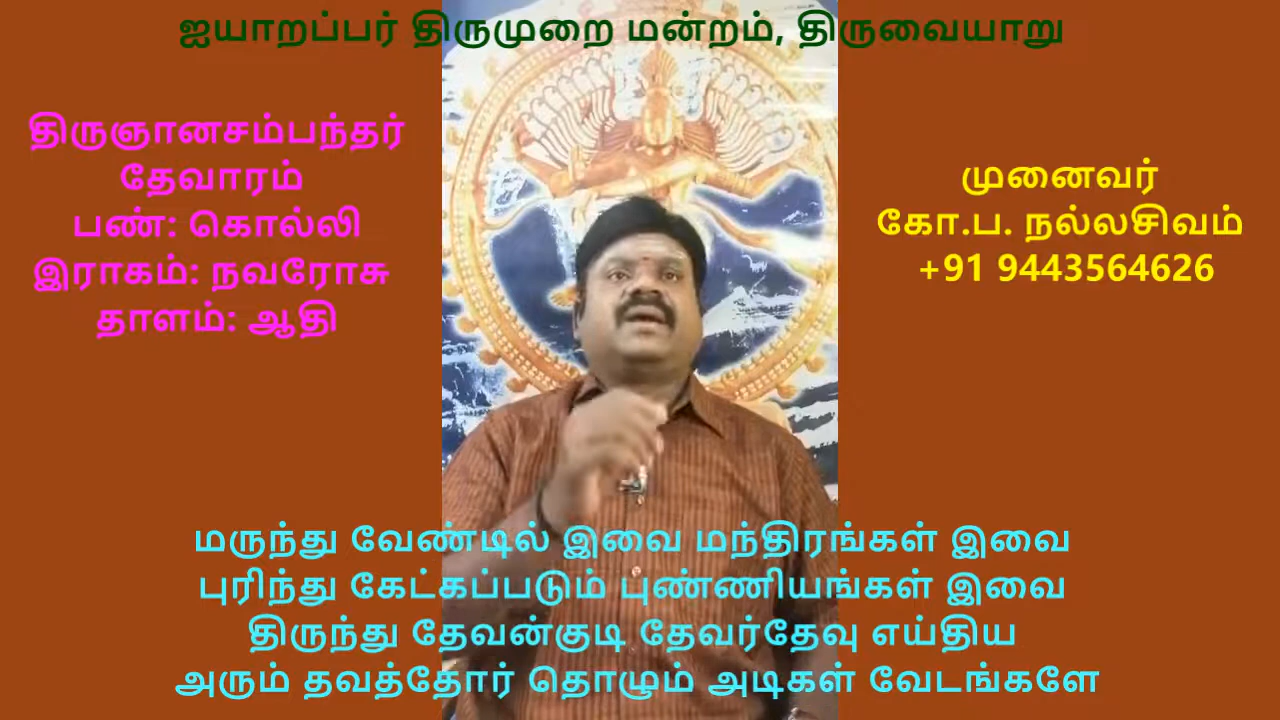 ஐயாறப்பர் திருமுறை மன்றம், திருவையாறு
திருஞானசம்பந்தர்
தேவாரம்
பண்: கொல்லி
இராகம்: நவரோசு
தாளம்: ஆதி
முனைவர்
கோ.ப. நல்லசிவம்
+91 9443564626
மருந்து வேண்டில் இவை மந்திரங்கள் இவை
புரிந்து கேட்கப்படும் புண்ணியங்கள் இவை
திருந்து தேவன்குடி தேவர்தேவு எய்திய
அரும் தவத்தோர் தொழும் அடிகள் வேடங்களே